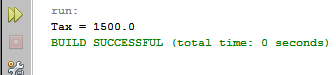 run:
Tax = 1500.0
BUILD SUCCESSFUL (total time: 0 seconds)